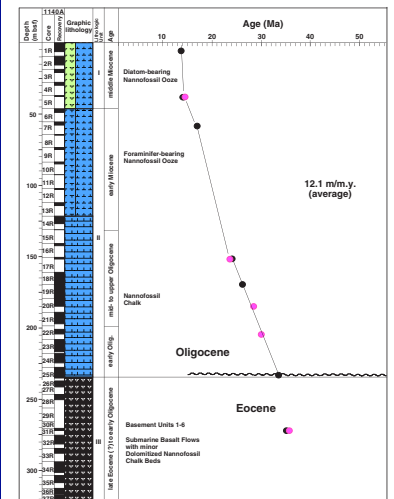 1140A
Depth (mbsf)
Core
Recovery
Graphic lithology
Lithologic Unit
Age
Age (Ma)
10
20
30
40
50
1R
2R
3R
4R
5R
50
6R
7R
8R
9R
10R
100
11R
12R
13R
14R
15R
16R
150
17R
18R
19R
20R
21R
200
22R
23R
24R
25R
26R
27R
250
28R
29R
30R
31R
32R
33R
300
34R
35R
36R
37R
I
II
III
middle Miocene
early Miocene
mid- to upper Oligocene
early Olig.
late Eocene (?) to early Oligocene
Diatom-bearing
Nannofossil Ooze
Foraminifer-bearing
Nannofossil Ooze
12.1 m/m.y.
(average)
Nannofossil
Chalk
Oligocene
Eocene
Basement Units 1-6
Submarine Basalt Flows
with minor
Dolomitized Nannofossil
Chalk Beds